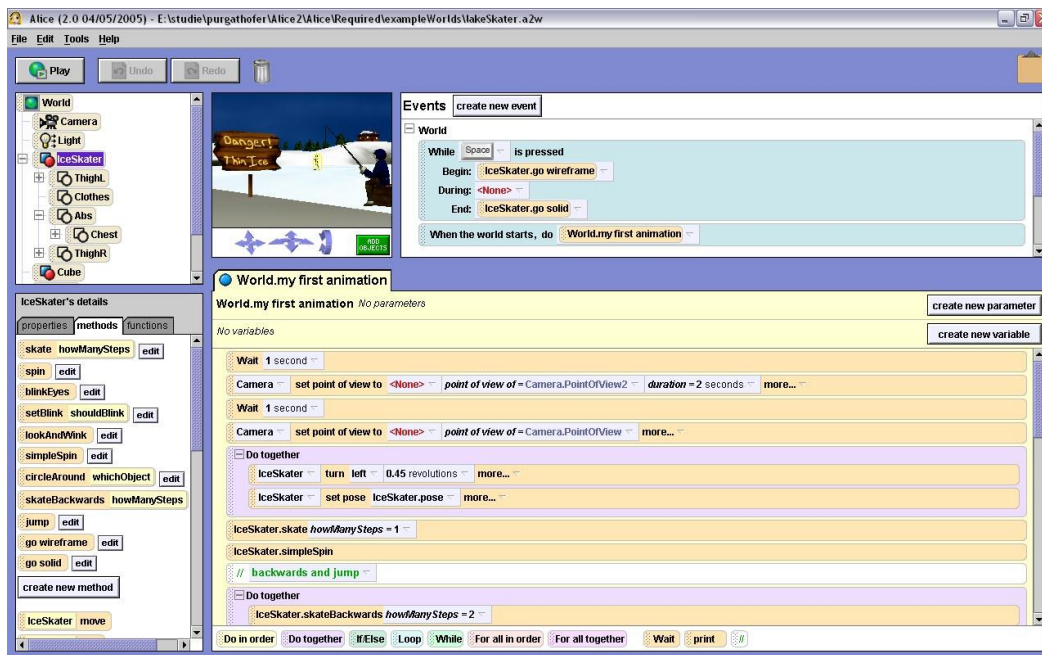 Alice (2.0 04/05/2005) - E:\studie\purgathofer\Alice2\Alice\Required\exampleWorlds\lakeSkater.a2w
File Edit Tools Help
Play Undo Redo
World
Camera
Light
IceSkater
ThighL
Clothes
Abs
Chest
ThighR
Cube
Danger!
Thin Ice
ADD OBJECTS
Events create new event
World
While Space is pressed
Begin: IceSkater.go wireframe
During: <None>
End: IceSkater.go solid
When the world starts, do World.my first animation
IceSkater's details
properties methods functions
skate howManySteps edit
spin edit
blinkEyes edit
setBlink shouldBlink edit
lookAndWink edit
simpleSpin edit
circleAround whichObject edit
skateBackwards howManySteps
jump edit
go wireframe edit
go solid edit
create new method
IceSkater move
World.my first animation
World.my first animation No parameters create new parameter
No variables create new variable
Wait 1 second
Camera set point of view to <None> point of view of = Camera.PointOfView2 duration = 2 seconds more...
Wait 1 second
Camera set point of view to <None> point of view of = Camera.PointOfView more...
Do together
IceSkater turn left 0.45 revolutions more...
IceSkater set pose IceSkater.pose more...
IceSkater.skate howManySteps = 1
IceSkater.simpleSpin
// backwards and jump
Do together
IceSkater.skateBackwards howManySteps = 2
Do in order Do together If/Else Loop While For all in order For all together Wait print //